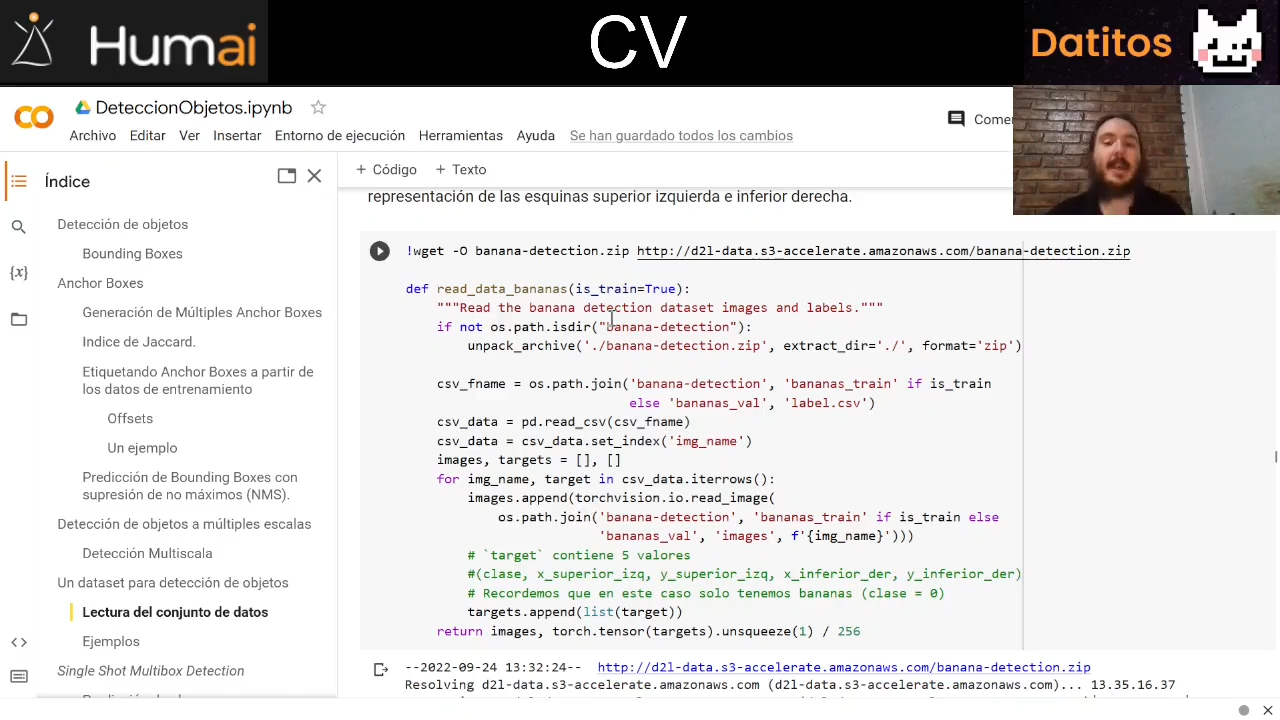 Humai
CV
Datitos
DeteccionObjetos.ipynb
Archivo Editar Ver Insertar Entorno de ejecución Herramientas Ayuda Se han guardado todos los cambios
Índice
Detección de objetos
Bounding Boxes
Anchor Boxes
Generación de Múltiples Anchor Boxes
Indice de Jaccard.
Etiquetando Anchor Boxes a partir de
los datos de entrenamiento
Offsets
Un ejemplo
Predicción de Bounding Boxes con
supresión de no máximos (NMS).
Detección de objetos a múltiples escalas
Detección Multiscala
Un dataset para detección de objetos
Lectura del conjunto de datos
Ejemplos
Single Shot Multibox Detection
+ Código + Texto
representación de las esquinas superior izquierda e inferior derecha.
!wget -O banana-detection.zip http://d2l-data.s3-accelerate.amazonaws.com/banana-detection.zip
def read_data_bananas(is_train=True):
"""Read the banana detection dataset images and labels."""
if not os.path.isdir("banana-detection"):
unpack_archive('./banana-detection.zip', extract_dir='./', format='zip')
csv_fname = os.path.join('banana-detection', 'bananas_train' if is_train
else 'bananas_val', 'label.csv')
csv_data = pd.read_csv(csv_fname)
csv_data = csv_data.set_index('img_name')
images, targets = [], []
for img_name, target in csv_data.iterrows():
images.append(torchvision.io.read_image(
os.path.join('banana-detection', 'bananas_train' if is_train else
'bananas_val', 'images', f'{img_name}')))
# `target` contiene 5 valores
#(clase, x_superior_izq, y_superior_izq, x_inferior_der, y_inferior_der)
# Recordemos que en este caso solo tenemos bananas (clase = 0)
targets.append(list(target))
return images, torch.tensor(targets).unsqueeze(1) / 256
--2022-09-24 13:32:24-- http://d2l-data.s3-accelerate.amazonaws.com/banana-detection.zip
Resolving d2l-data.s3-accelerate.amazonaws.com (d2l-data.s3-accelerate.amazonaws.com)... 13.35.16.37